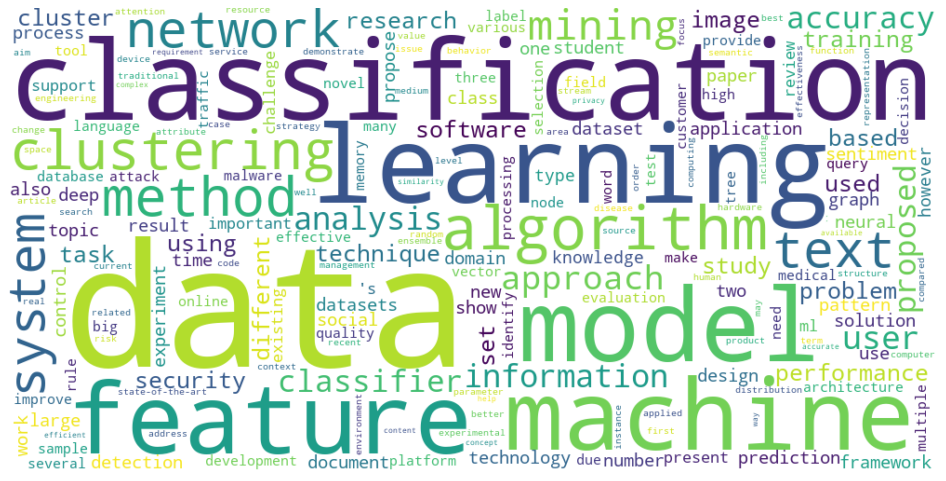 attention
resource
cluster
process
aim
tool
requirement
service
demonstrate
network
research
value
issue
behavior
label
various
mining
focus
image
best
accuracy
training
provide
device
traditional
complex
support
engineering
classification
traffic
challenge
novel
propose
three
class
one
student
selection
field
semantic
stream
privacy
medium
paper
high
customer
review
decision
function
effectiveness
representation
change
space
language
attribute
usecase
strategy
many
software
dataset
area
application
computing
including
based
sentiment
clustering
learning
database
attack
malware
memory
well
level
type
test
order
tree
query
used
graph
however
also
deep
article
search
topic
method
result
important
analysis
similarity
node
word
processing
disease
hardware
source
random
ensemble
algorithm
text
neural
available
compared
proposed
system
task
using
time
current
code
effective
technique
management
domain
vector
knowledge
make
human
study
medical
structure
approach
problem
control
real
related
risk
big
data
experiment
online
different
existing
's
datasets
social
quality
recent
context
new
show
set
identify
evaluation
model
two
need
may
product
pattern
term
accurate
solution
ml
user
use
computer
rule
improve
security
state-of-the-art
classifier
parameter
help
information
design
distribution
performance
architecture
multiple
work
large
sample
efficient
several
detection
feature
address
development
environment
content
document
better
experimental
concept
platform
technology
instance
applied
may
first
machine
due
number
present
prediction
framework